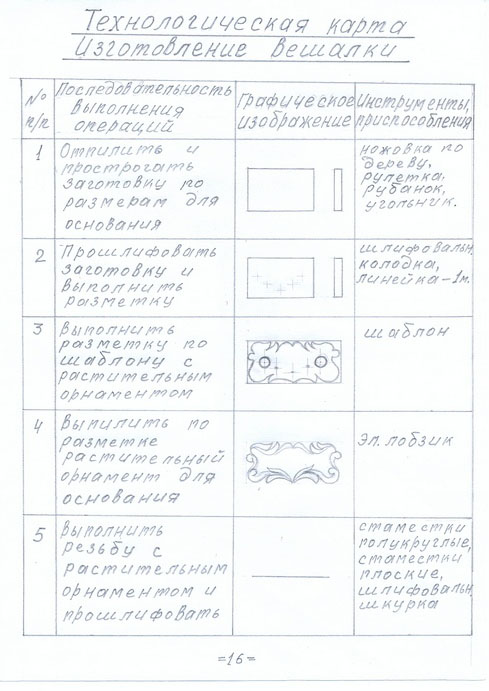 Технологическая карта
Изготовление вешалки
№ п/п
Последовательность выполнения операций
Графическое изображение
Инструменты, приспособления
1
Отпилить и
прострогать
заготовку по
размерам для
основания
ножовка по
дереву,
рулетка,
рубанок,
угольник.
2
Прошлифовать
заготовку и
выполнить
разметку
шлифовальн.
колодка,
линейка-1м.
3
Выполнить
разметку по
шаблону с
растительным
орнаментом
шаблон
4
Выпилить по
разметке
растительный
орнамент для
основания
эл. лобзик
5
Выполнить
резьбу с
растительным
орнаментом и
прошлифовать
стаместки
полукруглые,
стаместки
плоские,
шлифовальн.
шкурка
=16=